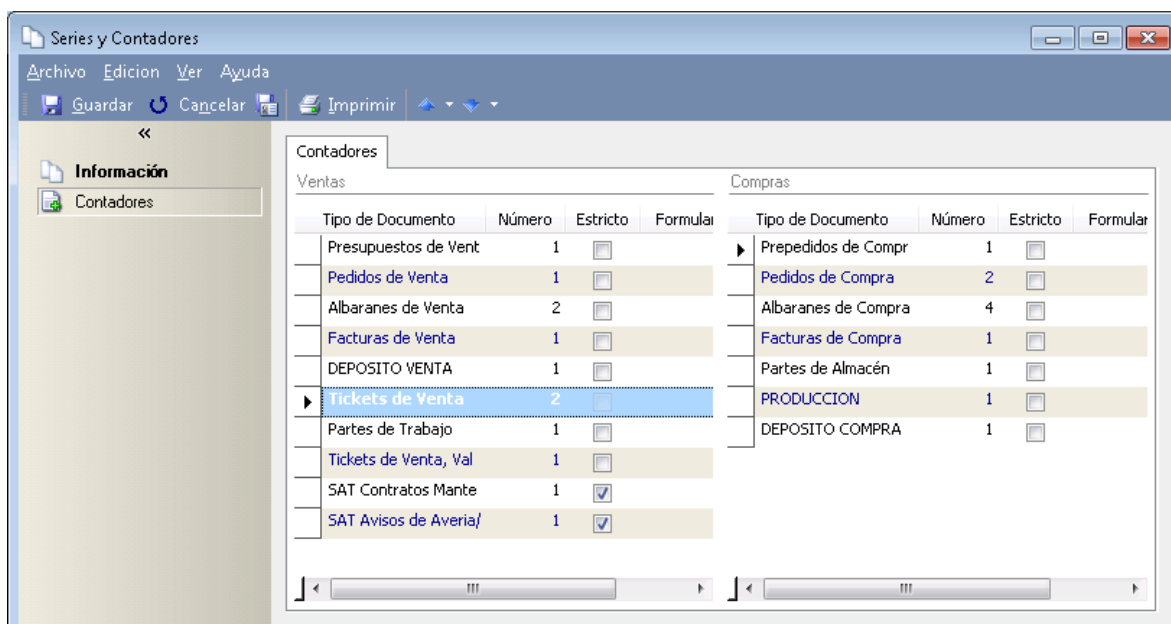 Series y Contadores
Archivo Edicion Ver Ayuda
Guardar Cancelar Imprimir
«
Información
Contadores
Contadores
Ventas
Tipo de Documento Número Estricto Formular
Presupuestos de Vent 1
Pedidos de Venta 1
Albaranes de Venta 2
Facturas de Venta 1
DEPOSITO VENTA 1
Tickets de Venta 2
Partes de Trabajo 1
Tickets de Venta, Val 1
SAT Contratos Mante 1
SAT Avisos de Averia/ 1
Compras
Tipo de Documento Número Estricto Formular
Prepedidos de Compr 1
Pedidos de Compra 2
Albaranes de Compra 4
Facturas de Compra 1
Partes de Almacén 1
PRODUCCION 1
DEPOSITO COMPRA 1